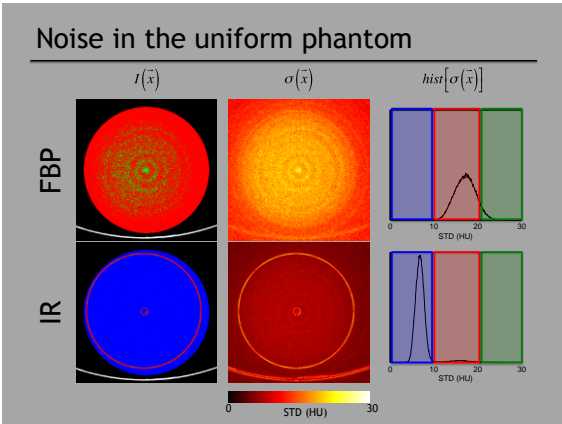 Noise in the uniform phantom
I(x⃗) σ(x⃗) hist[σ(x⃗)]
FBP
0 10 20 30
STD (HU)
IR
0 10 20 30
STD (HU)
0 STD (HU) 30